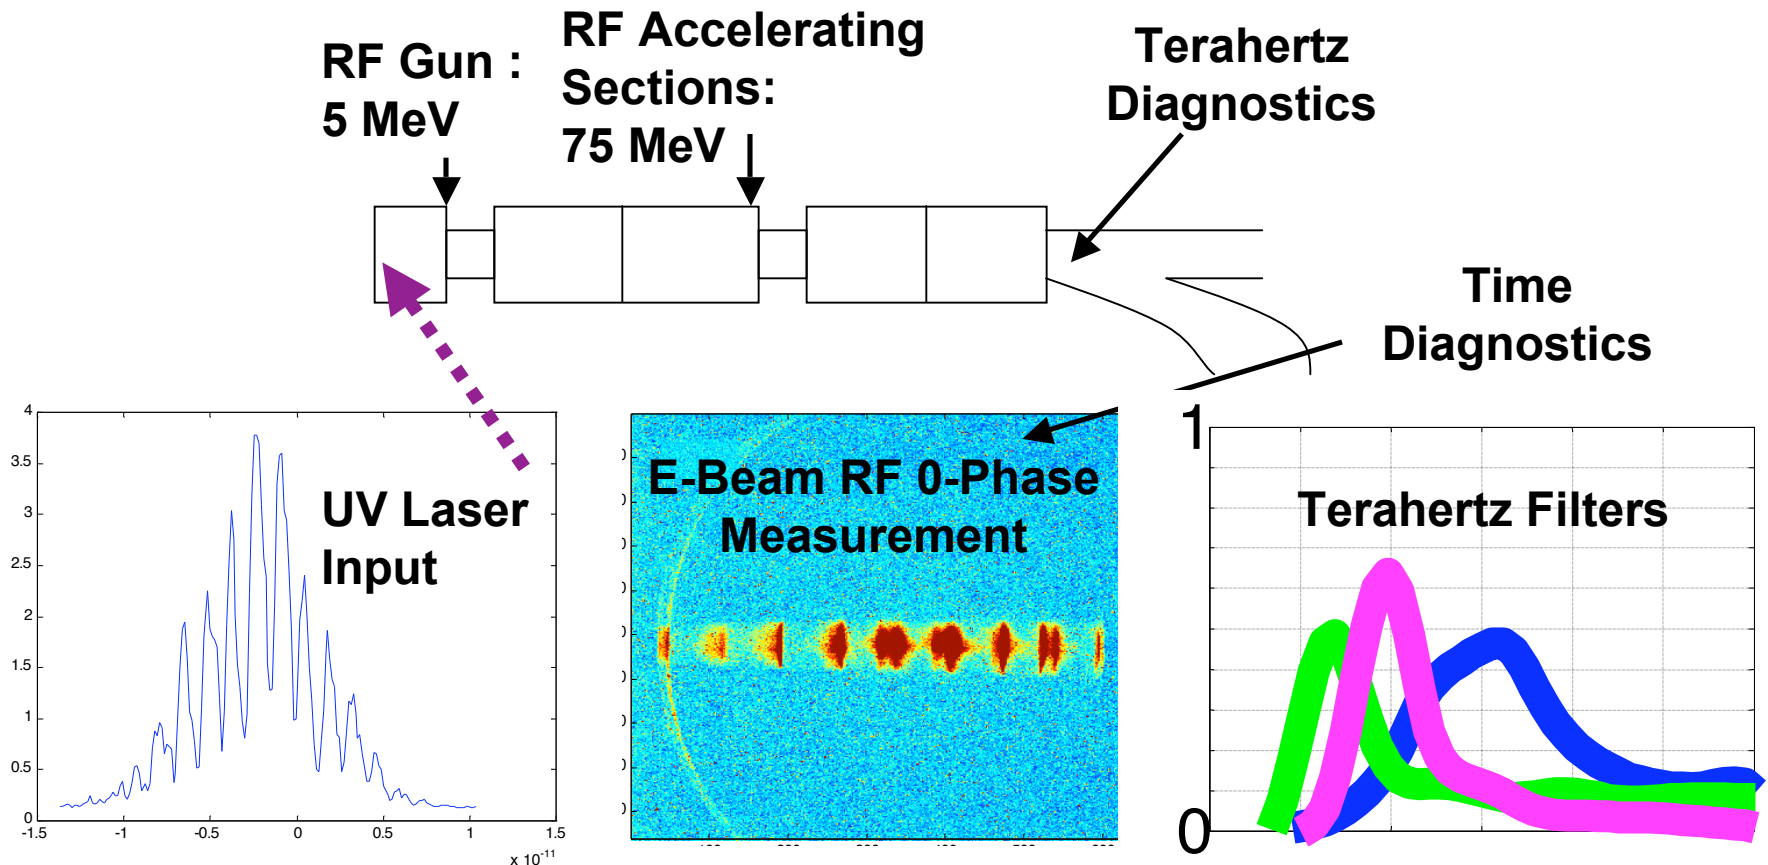 RF Gun :
5 MeV
RF Accelerating
Sections:
75 MeV
Terahertz
Diagnostics
Time
Diagnostics
4
3.5
3
2.5
2
1.5
1
0.5
0
-1.5
-1
-0.5
0
0.5
1
1.5
x 10^-11
UV Laser
Input
E-Beam RF 0-Phase
Measurement
1
0
Terahertz Filters